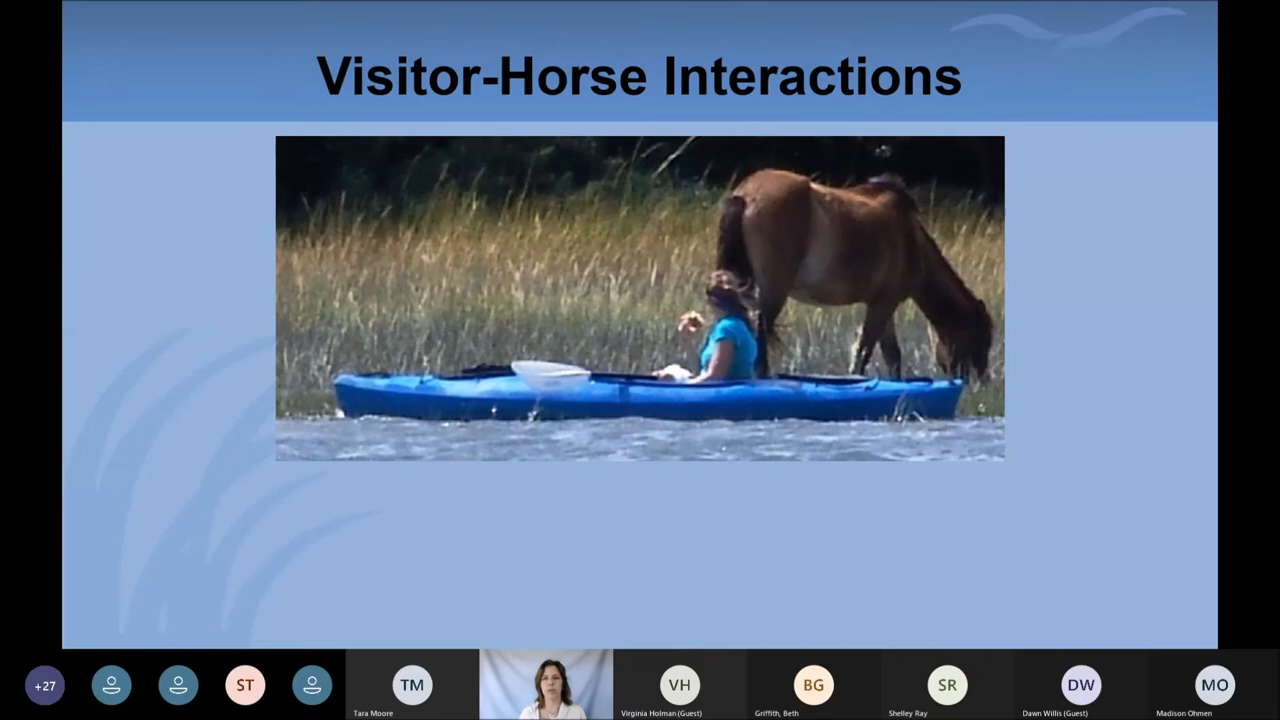 Visitor-Horse Interactions
+27
ST
TM
VH
BG
SR
DW
MO
Tara Moore
Virginia Holman (Guest)
Griffith, Beth
Shelley Ray
Dawn Willis (Guest)
Madison Ohmen